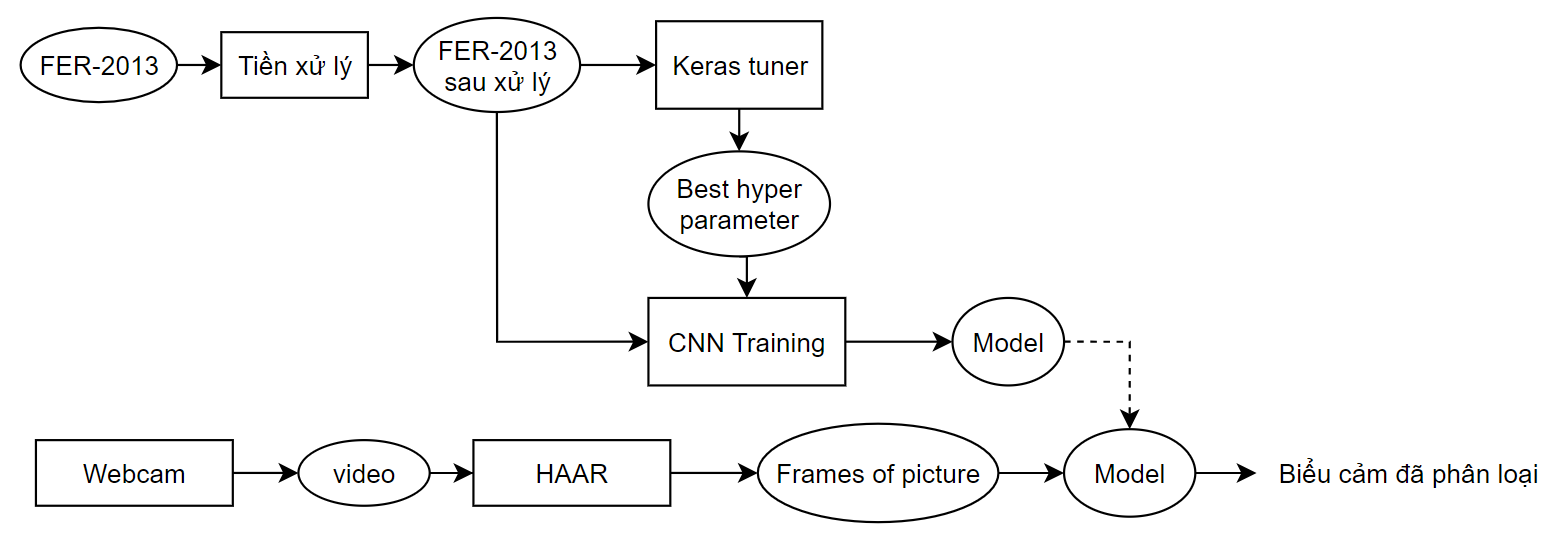 FER-2013
Tiền xử lý
FER-2013
sau xử lý
Keras tuner
Best hyper
parameter
CNN Training
Model
Webcam
video
HAAR
Frames of picture
Model
Biểu cảm đã phân loại